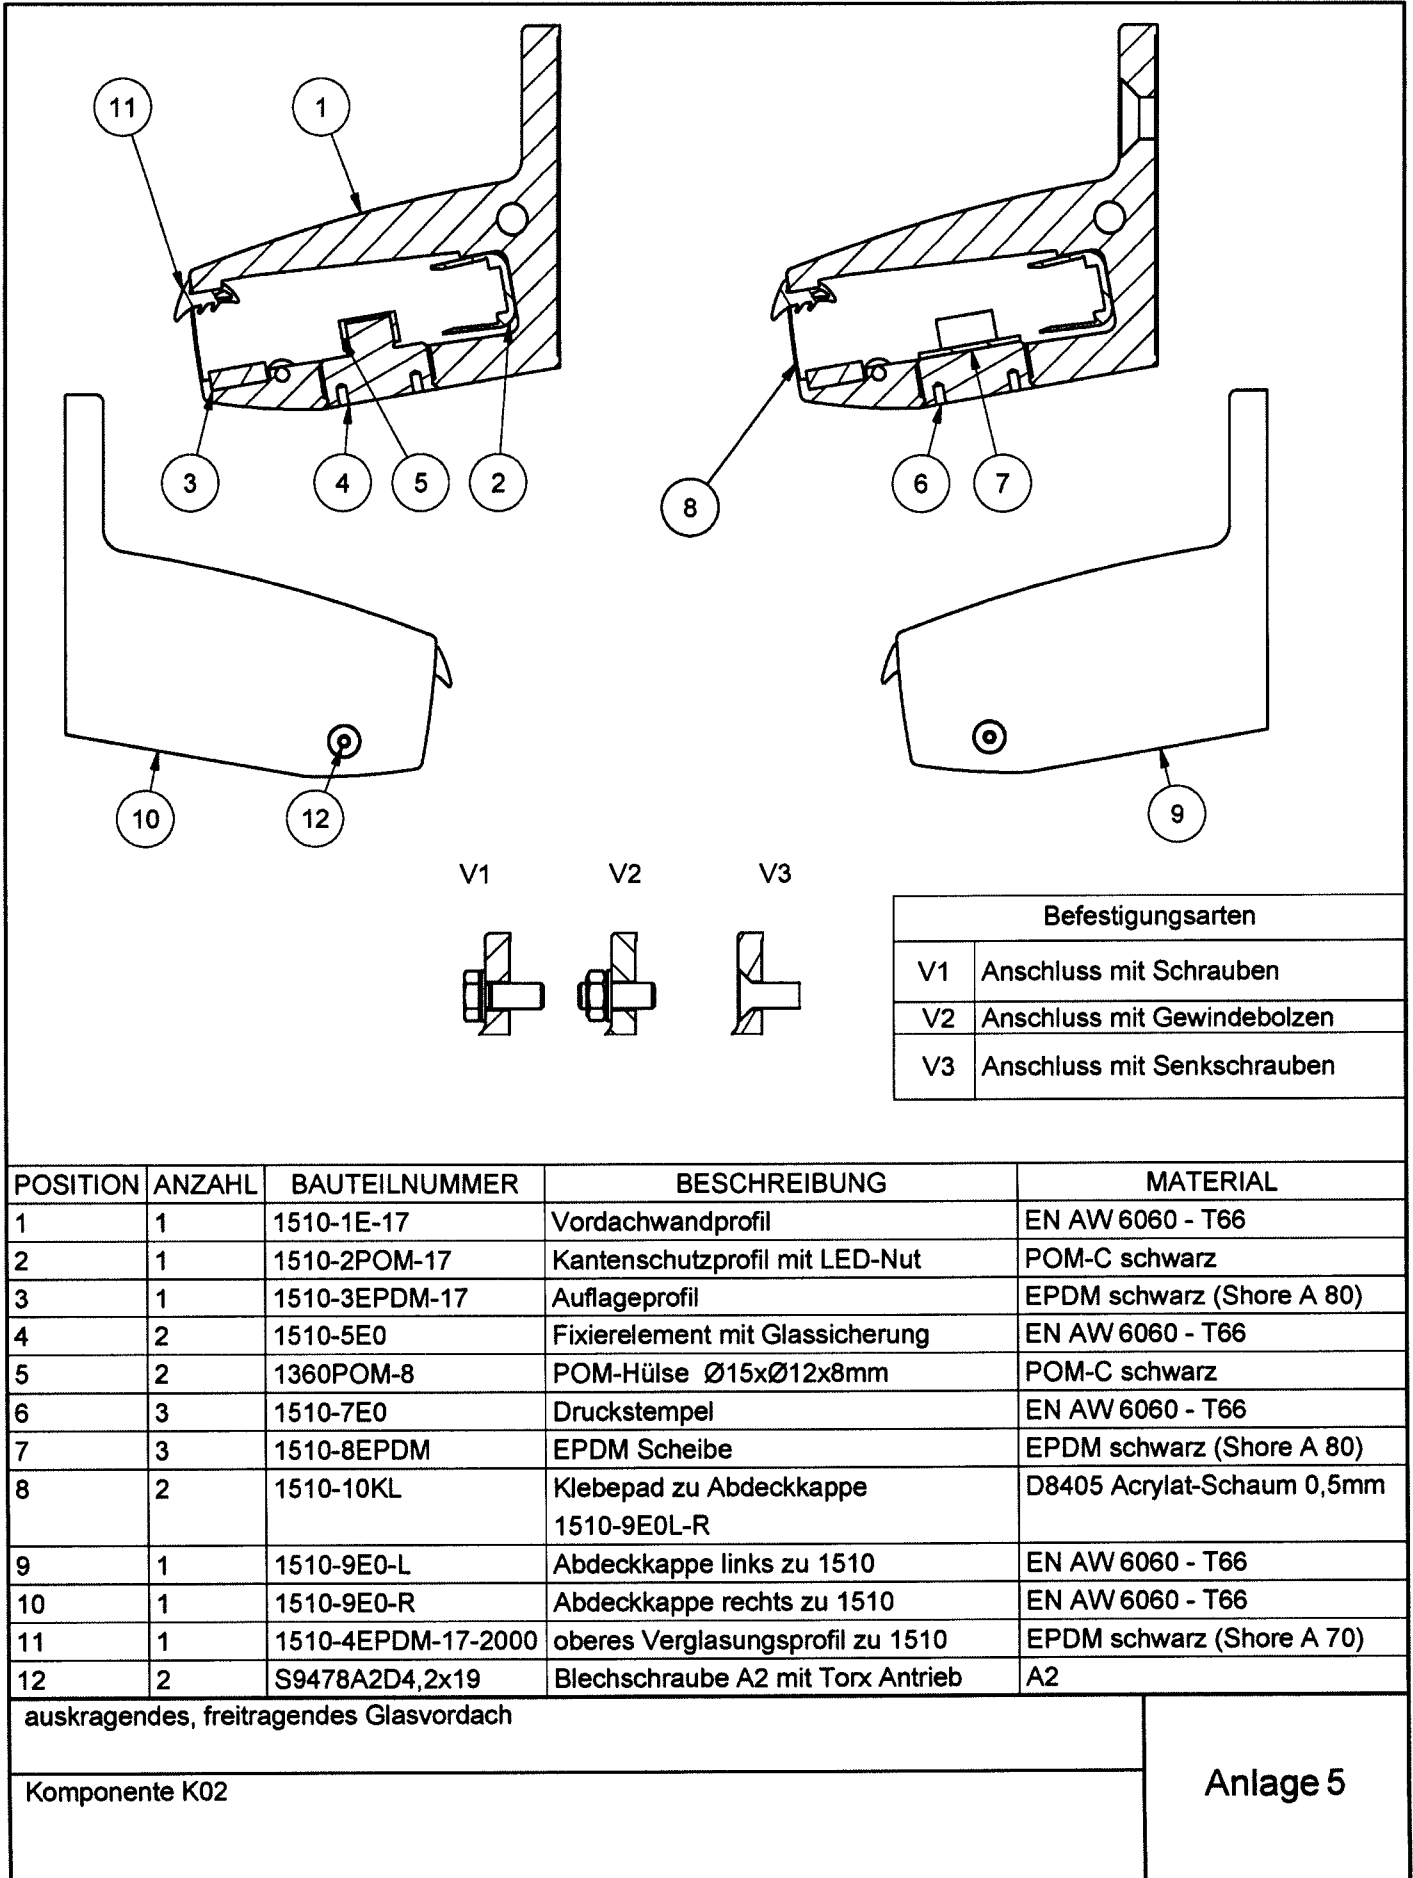 11
1
3
4
5
2
8
6
7
10
12
9
V1 V2 V3
Befestigungsarten
V1 Anschluss mit Schrauben
V2 Anschluss mit Gewindebolzen
V3 Anschluss mit Senkschrauben
POSITION ANZAHL BAUTEILNUMMER BESCHREIBUNG MATERIAL
1 1 1510-1E-17 Vordachwandprofil EN AW 6060 - T66
2 1 1510-2POM-17 Kantenschutzprofil mit LED-Nut POM-C schwarz
3 1 1510-3EPDM-17 Auflageprofil EPDM schwarz (Shore A 80)
4 2 1510-5E0 Fixierelement mit Glassicherung EN AW 6060 - T66
5 2 1360POM-8 POM-Hülse Ø15xØ12x8mm POM-C schwarz
6 3 1510-7E0 Druckstempel EN AW 6060 - T66
7 3 1510-8EPDM EPDM Scheibe EPDM schwarz (Shore A 80)
8 2 1510-10KL Klebepad zu Abdeckkappe D8405 Acrylat-Schaum 0,5mm
1510-9E0L-R
9 1 1510-9E0-L Abdeckkappe links zu 1510 EN AW 6060 - T66
10 1 1510-9E0-R Abdeckkappe rechts zu 1510 EN AW 6060 - T66
11 1 1510-4EPDM-17-2000 oberes Verglasungsprofil zu 1510 EPDM schwarz (Shore A 70)
12 2 S9478A2D4,2x19 Blechschraube A2 mit Torx Antrieb A2
auskragendes, freitragendes Glasvordach
Komponente K02
Anlage 5